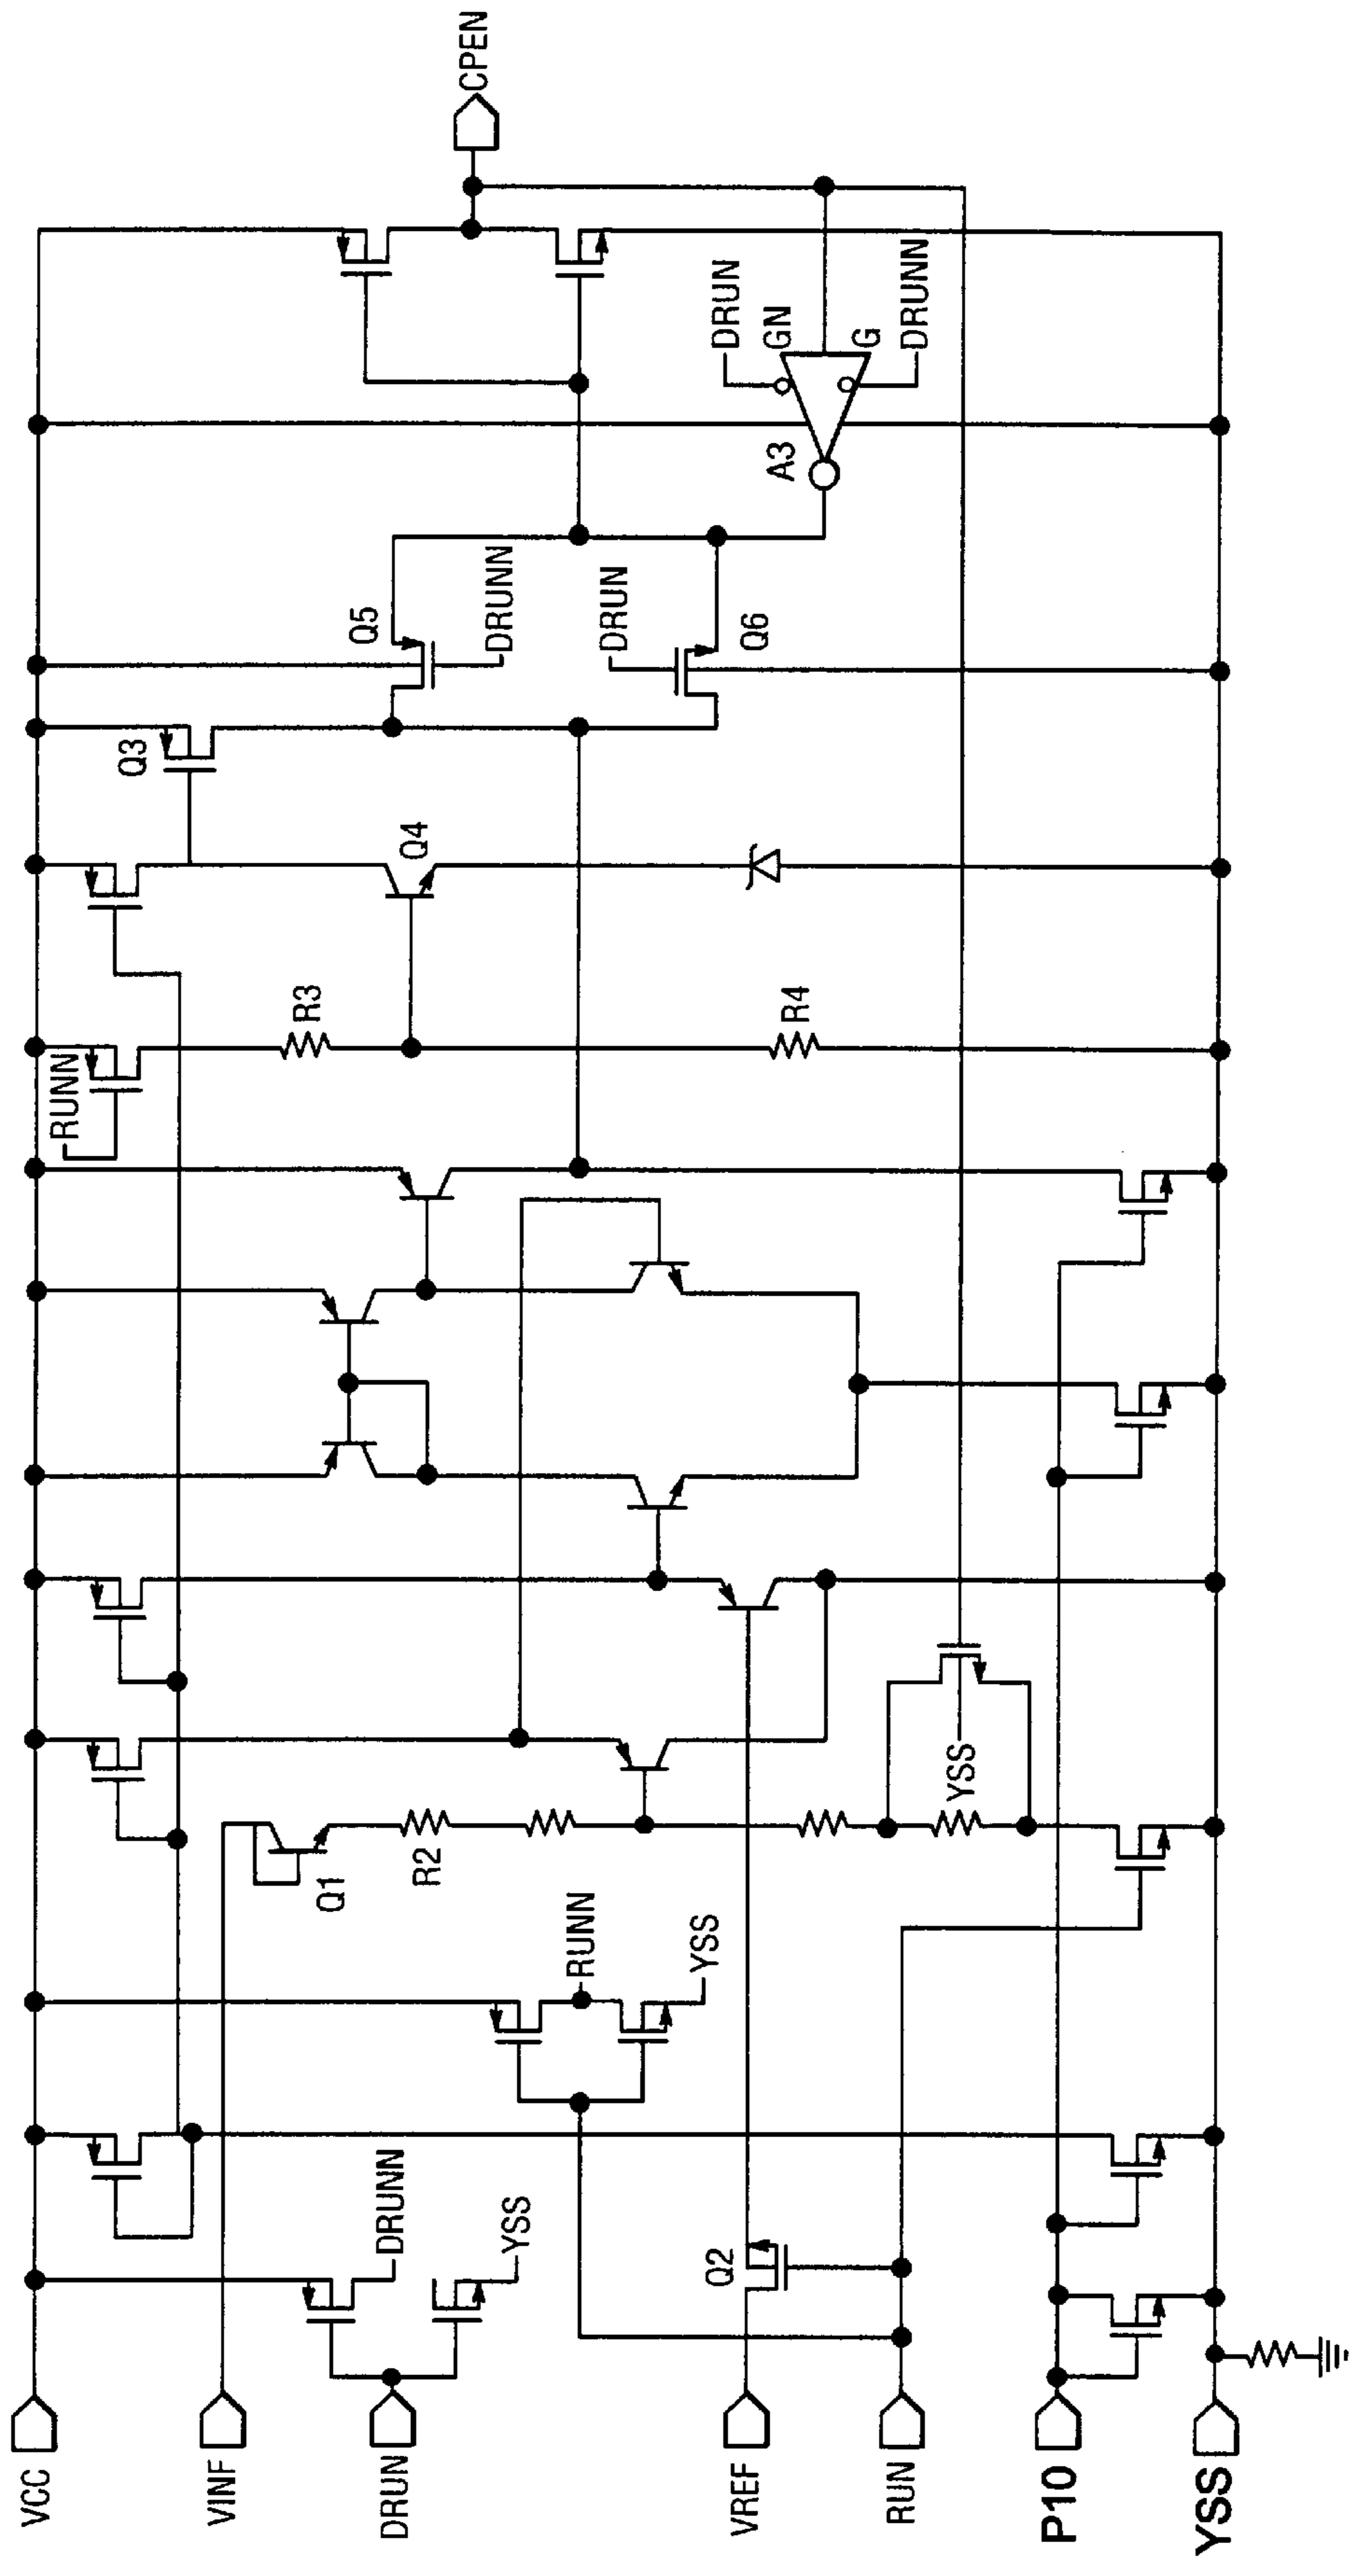 VCC
VINF
DRUN
VREF
RUN
P10
YSS
DRUNN
YSS
Q2
RUNN
YSS
Q1
R2
YSS
RUNN
R3
R4
Q4
Q3
Q5
DRUNN
DRUN
Q6
A3
DRUN
GN
G
DRUNN
CPEN